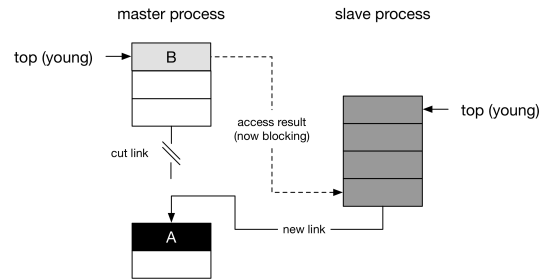 master process
slave process
top (young)
B
top (young)
access result
(now blocking)
cut link
A
new link